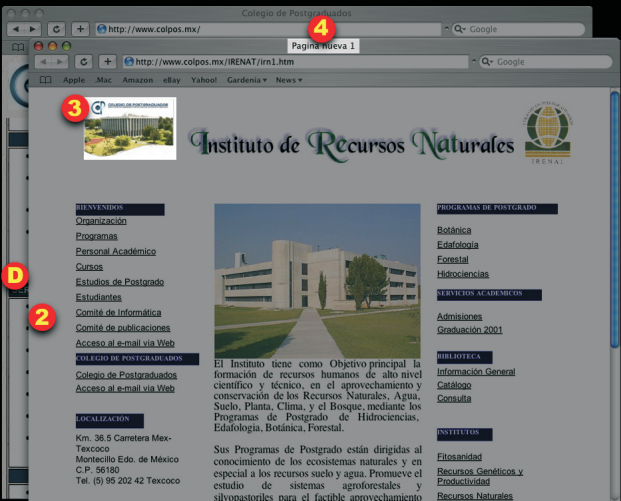 Colegio de Postgraduados
http://www.colpos.mx/
Google
4
Pagina nueva 1
http://www.colpos.mx/IRENAT/irn1.htm
Google
Apple .Mac Amazon eBay Yahoo! Gardenia News
3
COLEGIO DE POSTGRADUADOS
Instituto de Recursos Naturales
IRENAT
BIENVENIDOS
Organización
Programas
Personal Académico
Cursos
Estudios de Postgrado
Estudiantes
Comité de Informática
Comité de publicaciones
Acceso al e-mail via Web
D
2
COLEGIO DE POSTGRADUADOS
Colegio de Postgraduados
Acceso al e-mail via Web
LOCALIZACIÓN
Km. 36.5 Carretera Mex-
Texcoco
Montecillo Edo. de México
C.P. 56180
Tel. (5) 95 202 42 Texcoco
El Instituto tiene como Objetivo principal la
formación de recursos humanos de alto nivel
científico y técnico, en el aprovechamiento y
conservación de los Recursos Naturales, Agua,
Suelo, Planta, Clima, y el Bosque, mediante los
Programas de Postgrado de Hidrociencias,
Edafologia, Botánica, Forestal.
Sus Programas de Postgrado están dirigidas al
conocimiento de los ecosistemas naturales y en
especial a los recursos suelo y agua. Promueve el
estudio de sistemas agroforestales y
silvopastoriles para el factible aprovechamiento
PROGRAMAS DE POSTGRADO
Botánica
Edafología
Forestal
Hidrociencias
SERVICIOS ACADEMICOS
Admisiones
Graduación 2001
BIBLIOTECA
Información General
Catálogo
Consulta
INSTITUTOS
Fitosanidad
Recursos Genéticos y
Productividad
Recursos Naturales